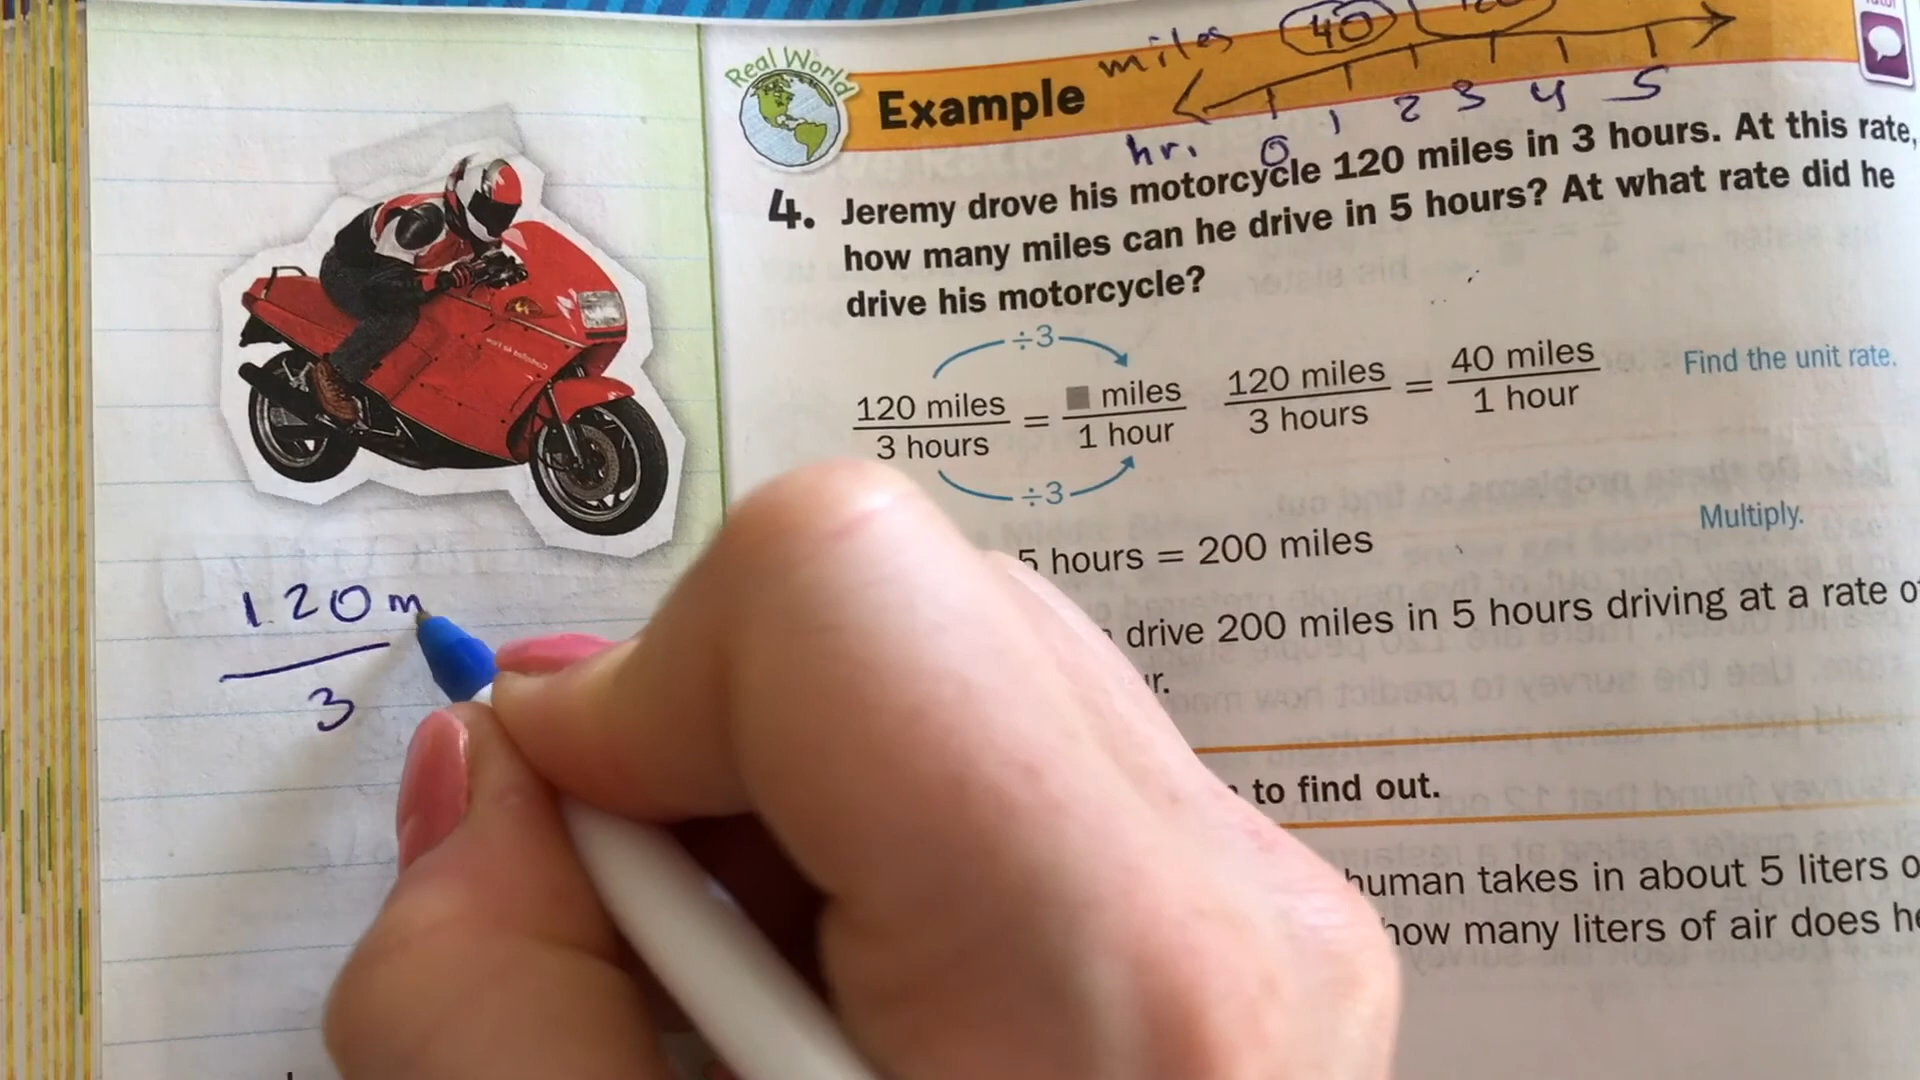 miles 40
Real World
Example
hr. 0 1 2 3 4 5
4. Jeremy drove his motorcycle 120 miles in 3 hours. At this rate,
how many miles can he drive in 5 hours? At what rate did he
drive his motorcycle?
÷3
120 miles / 3 hours = ■ miles / 1 hour 120 miles / 3 hours = 40 miles / 1 hour Find the unit rate.
÷3
5 hours = 200 miles Multiply.
drive 200 miles in 5 hours driving at a rate
to find out.
human takes in about 5 liters
how many liters of air does
120 m
3